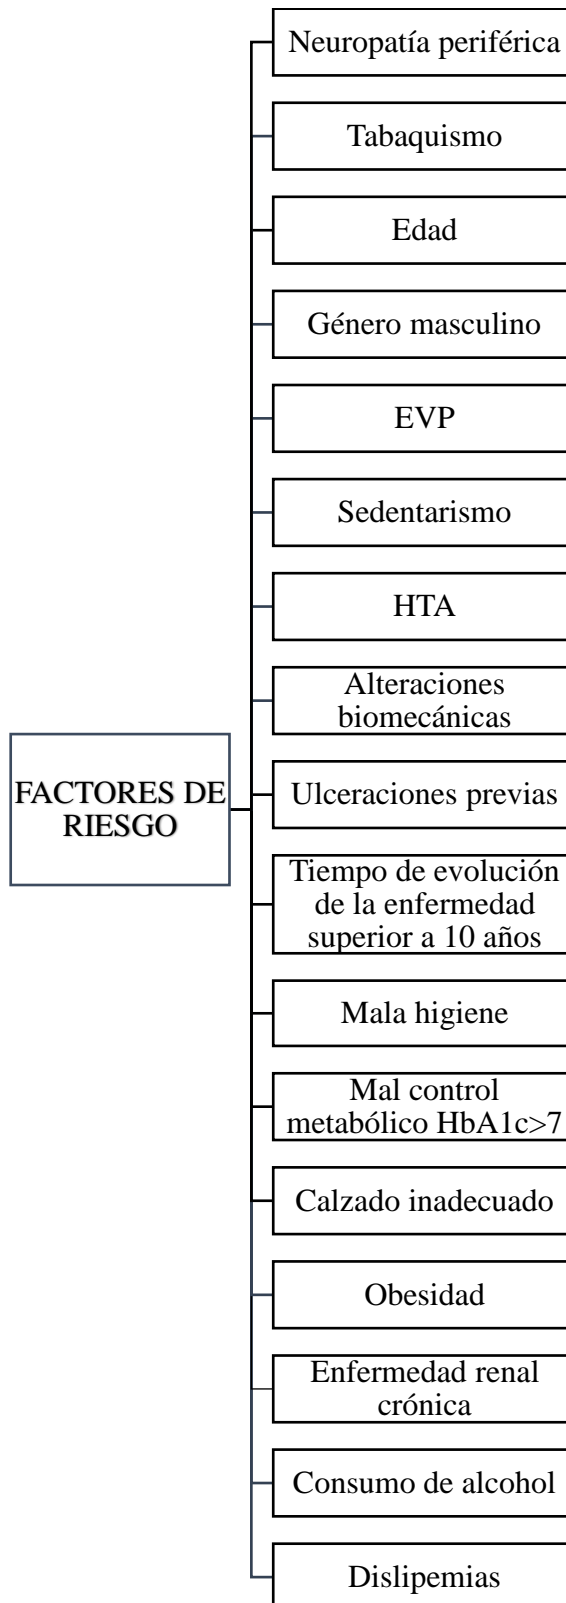 Neuropatía periférica
Tabaquismo
Edad
Género masculino
EVP
Sedentarismo
HTA
Alteraciones
biomecánicas
FACTORES DE
RIESGO
Ulceraciones previas
Tiempo de evolución
de la enfermedad
superior a 10 años
Mala higiene
Mal control
metabólico HbA1c>7
Calzado inadecuado
Obesidad
Enfermedad renal
crónica
Consumo de alcohol
Dislipemias